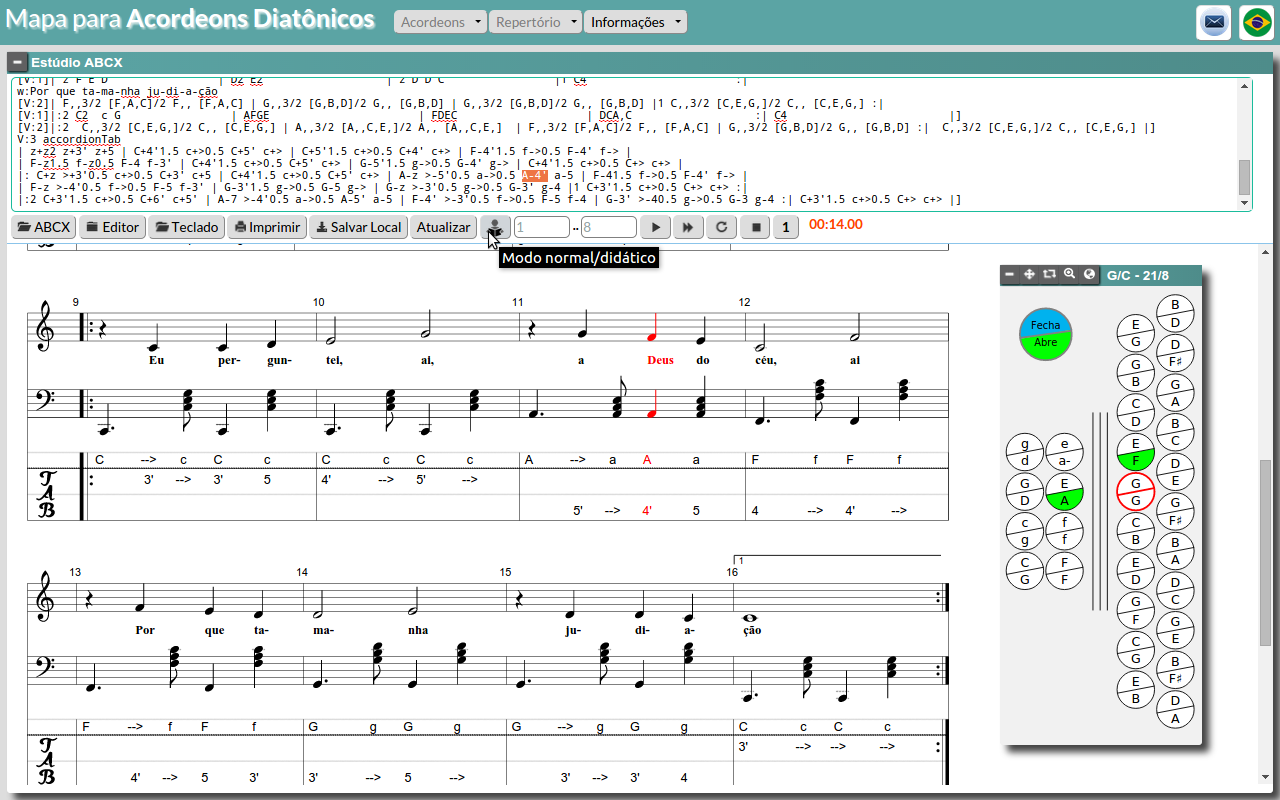 Mapa para Acordeons Diatônicos Acordeons Repertório Informações
Estúdio ABCX
[V:1]| 2 F E D | D2 E2 | 2 D D C |1 C4 :|
w:Por que ta-ma-nha ju-di-a-ção
[V:2]| F,,3/2 [F,A,C]/2 F,, [F,A,C] | G,,3/2 [G,B,D]/2 G,, [G,B,D] | G,,3/2 [G,B,D]/2 G,, [G,B,D] |1 C,,3/2 [C,E,G,]/2 C,, [C,E,G,] :|
[V:1]|:2 C2 c G | AFGE | FDEC | DCA,C :| C4 |]
[V:2]|:2 C,,3/2 [C,E,G,]/2 C,, [C,E,G,] | A,,3/2 [A,,C,E,]/2 A,, [A,,C,E,] | F,,3/2 [F,A,C]/2 F,, [F,A,C] | G,,3/2 [G,B,D]/2 G,, [G,B,D] :| C,,3/2 [C,E,G,]/2 C,, [C,E,G,] |]
V:3 accordionTab
| z+z2 z+3' z+5 | C+4'1.5 c+>0.5 C+5' c+> | C+5'1.5 c+>0.5 C+4' c+> | F-4'1.5 f->0.5 F-4' f-> |
| F-z1.5 f-z0.5 F-4 f-3' | C+4'1.5 c+>0.5 C+5' c+> | G-5'1.5 g->0.5 G-4' g-> | C+4'1.5 c+>0.5 C+> c+> |
|: C+z >+3'0.5 c+>0.5 C+3' c+5 | C+4'1.5 c+>0.5 C+5' c+> | A-z >-5'0.5 a->0.5 A-4' a-5 | F-41.5 f->0.5 F-4' f-> |
| F-z >-4'0.5 f->0.5 F-5 f-3' | G-3'1.5 g->0.5 G-5 g-> | G-z >-3'0.5 g->0.5 G-3' g-4 |1 C+3'1.5 c+>0.5 C+> c+> :|
|:2 C+3'1.5 c+>0.5 C+6' c+5' | A-7 >-4'0.5 a->0.5 A-5' a-5 | F-4' >-3'0.5 f->0.5 F-5 f-4 | G-3' >-40.5 g->0.5 G-3 g-4 :| C+3'1.5 c+>0.5 C+> c+> |]
ABCX Editor Teclado Imprimir Salvar Local Atualizar 1 .. 8 1 00:14.00
Modo normal/didático
9 10 11 12
Eu per- gun- tei, ai, a Deus do céu, ai
C --> c C c C c C c A --> a A a F f F f
3' --> 3' 5 4' --> 5' -->
5' --> 4' 5 4 --> 4' -->
T
A
B
13 14 15 16 1
Por que ta- ma- nha ju- di- a- ção
F --> f F f G g G g G --> g G g C c C c
3' --> --> -->
4' --> 5 3' 3' --> 5 --> 3' --> 3' 4
T
A
B
G/C - 21/8
Fecha
Abre
g
d
G
D
c
g
C
G
e
a-
E
A
f
f
F
F
E
G
G
B
C
D
E
F
G
G
C
B
E
D
G
F
C
G
E
B
B
D
D
F♯
G
A
B
C
D
E
G
F♯
B
A
D
C
G
E
B
F♯
D
A